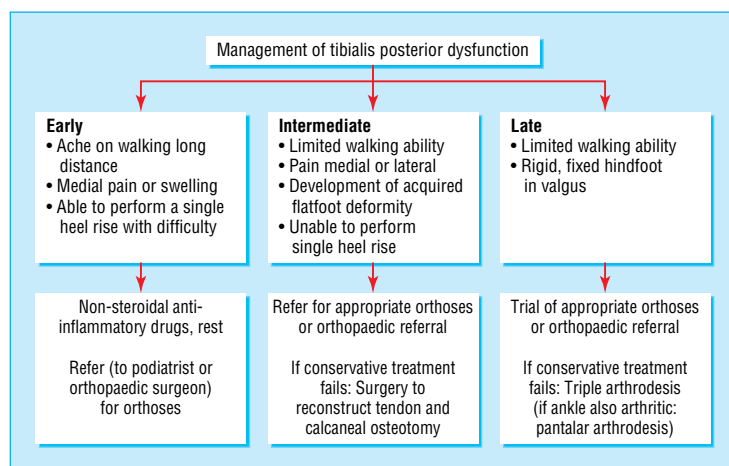 Management of tibialis posterior dysfunction
Early
• Ache on walking long
distance
• Medial pain or swelling
• Able to perform a single
heel rise with difficulty
Non-steroidal anti-
inflammatory drugs, rest
Refer (to podiatrist or
orthopaedic surgeon)
for orthoses
Intermediate
• Limited walking ability
• Pain medial or lateral
• Development of acquired
flatfoot deformity
• Unable to perform
single heel rise
Refer for appropriate orthoses
or orthopaedic referral
If conservative treatment
fails: Surgery to
reconstruct tendon and
calcaneal osteotomy
Late
• Limited walking ability
• Rigid, fixed hindfoot
in valgus
Trial of appropriate orthoses
or orthopaedic referral
If conservative treatment
fails: Triple arthrodesis
(if ankle also arthritic:
pantalar arthrodesis)